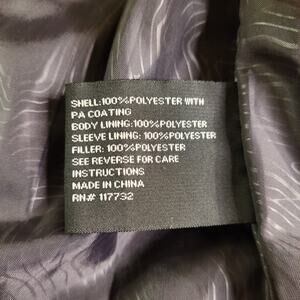 SHELL:100%POLYESTER WITH
PA COATING
BODY LINING:100%POLYESTER
SLEEVE LINING: 100%POLYESTER
FILLER: 100%POLYESTER
SEE REVERSE FOR CARE
INSTRUCTIONS
MADE IN CHINA
RN# 117732